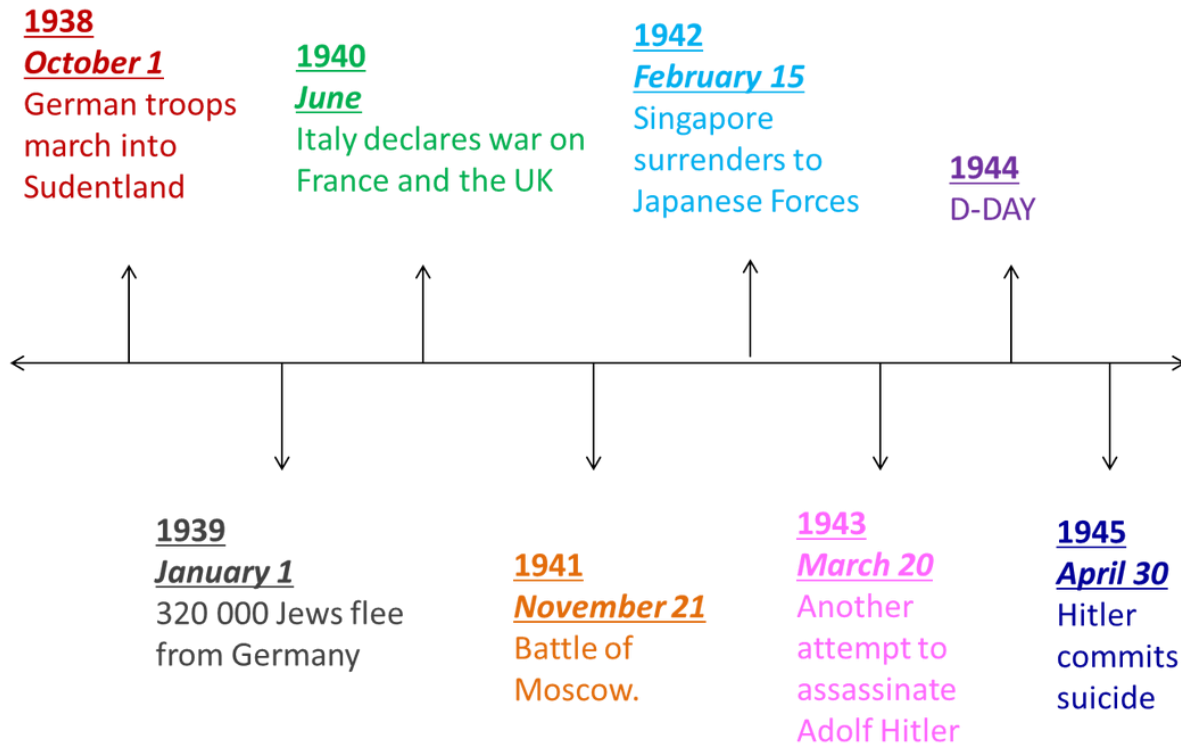 1938
October 1
German troops
march into
Sudentland
1940
June
Italy declares war on
France and the UK
1942
February 15
Singapore
surrenders to
Japanese Forces
1944
D-DAY
1939
January 1
320 000 Jews flee
from Germany
1941
November 21
Battle of
Moscow.
1943
March 20
Another
attempt to
assassinate
Adolf Hitler
1945
April 30
Hitler
commits
suicide